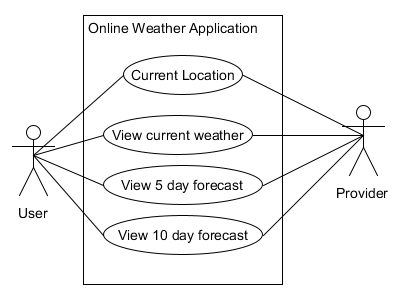 Online Weather Application
Current Location
View current weather
View 5 day forecast
View 10 day forecast
User
Provider